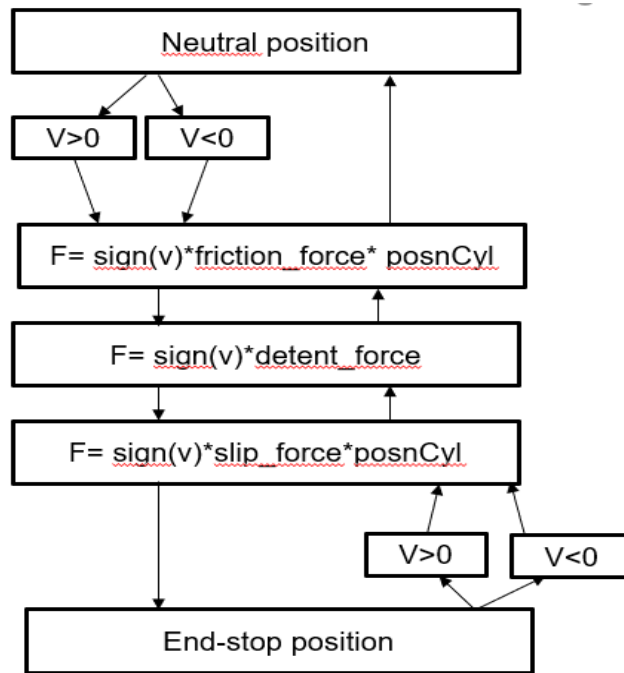 Neutral position
V>0
V<0
F= sign(v)*friction_force* posnCyl
F= sign(v)*detent_force
F= sign(v)*slip_force*posnCyl
V>0
V<0
End-stop position